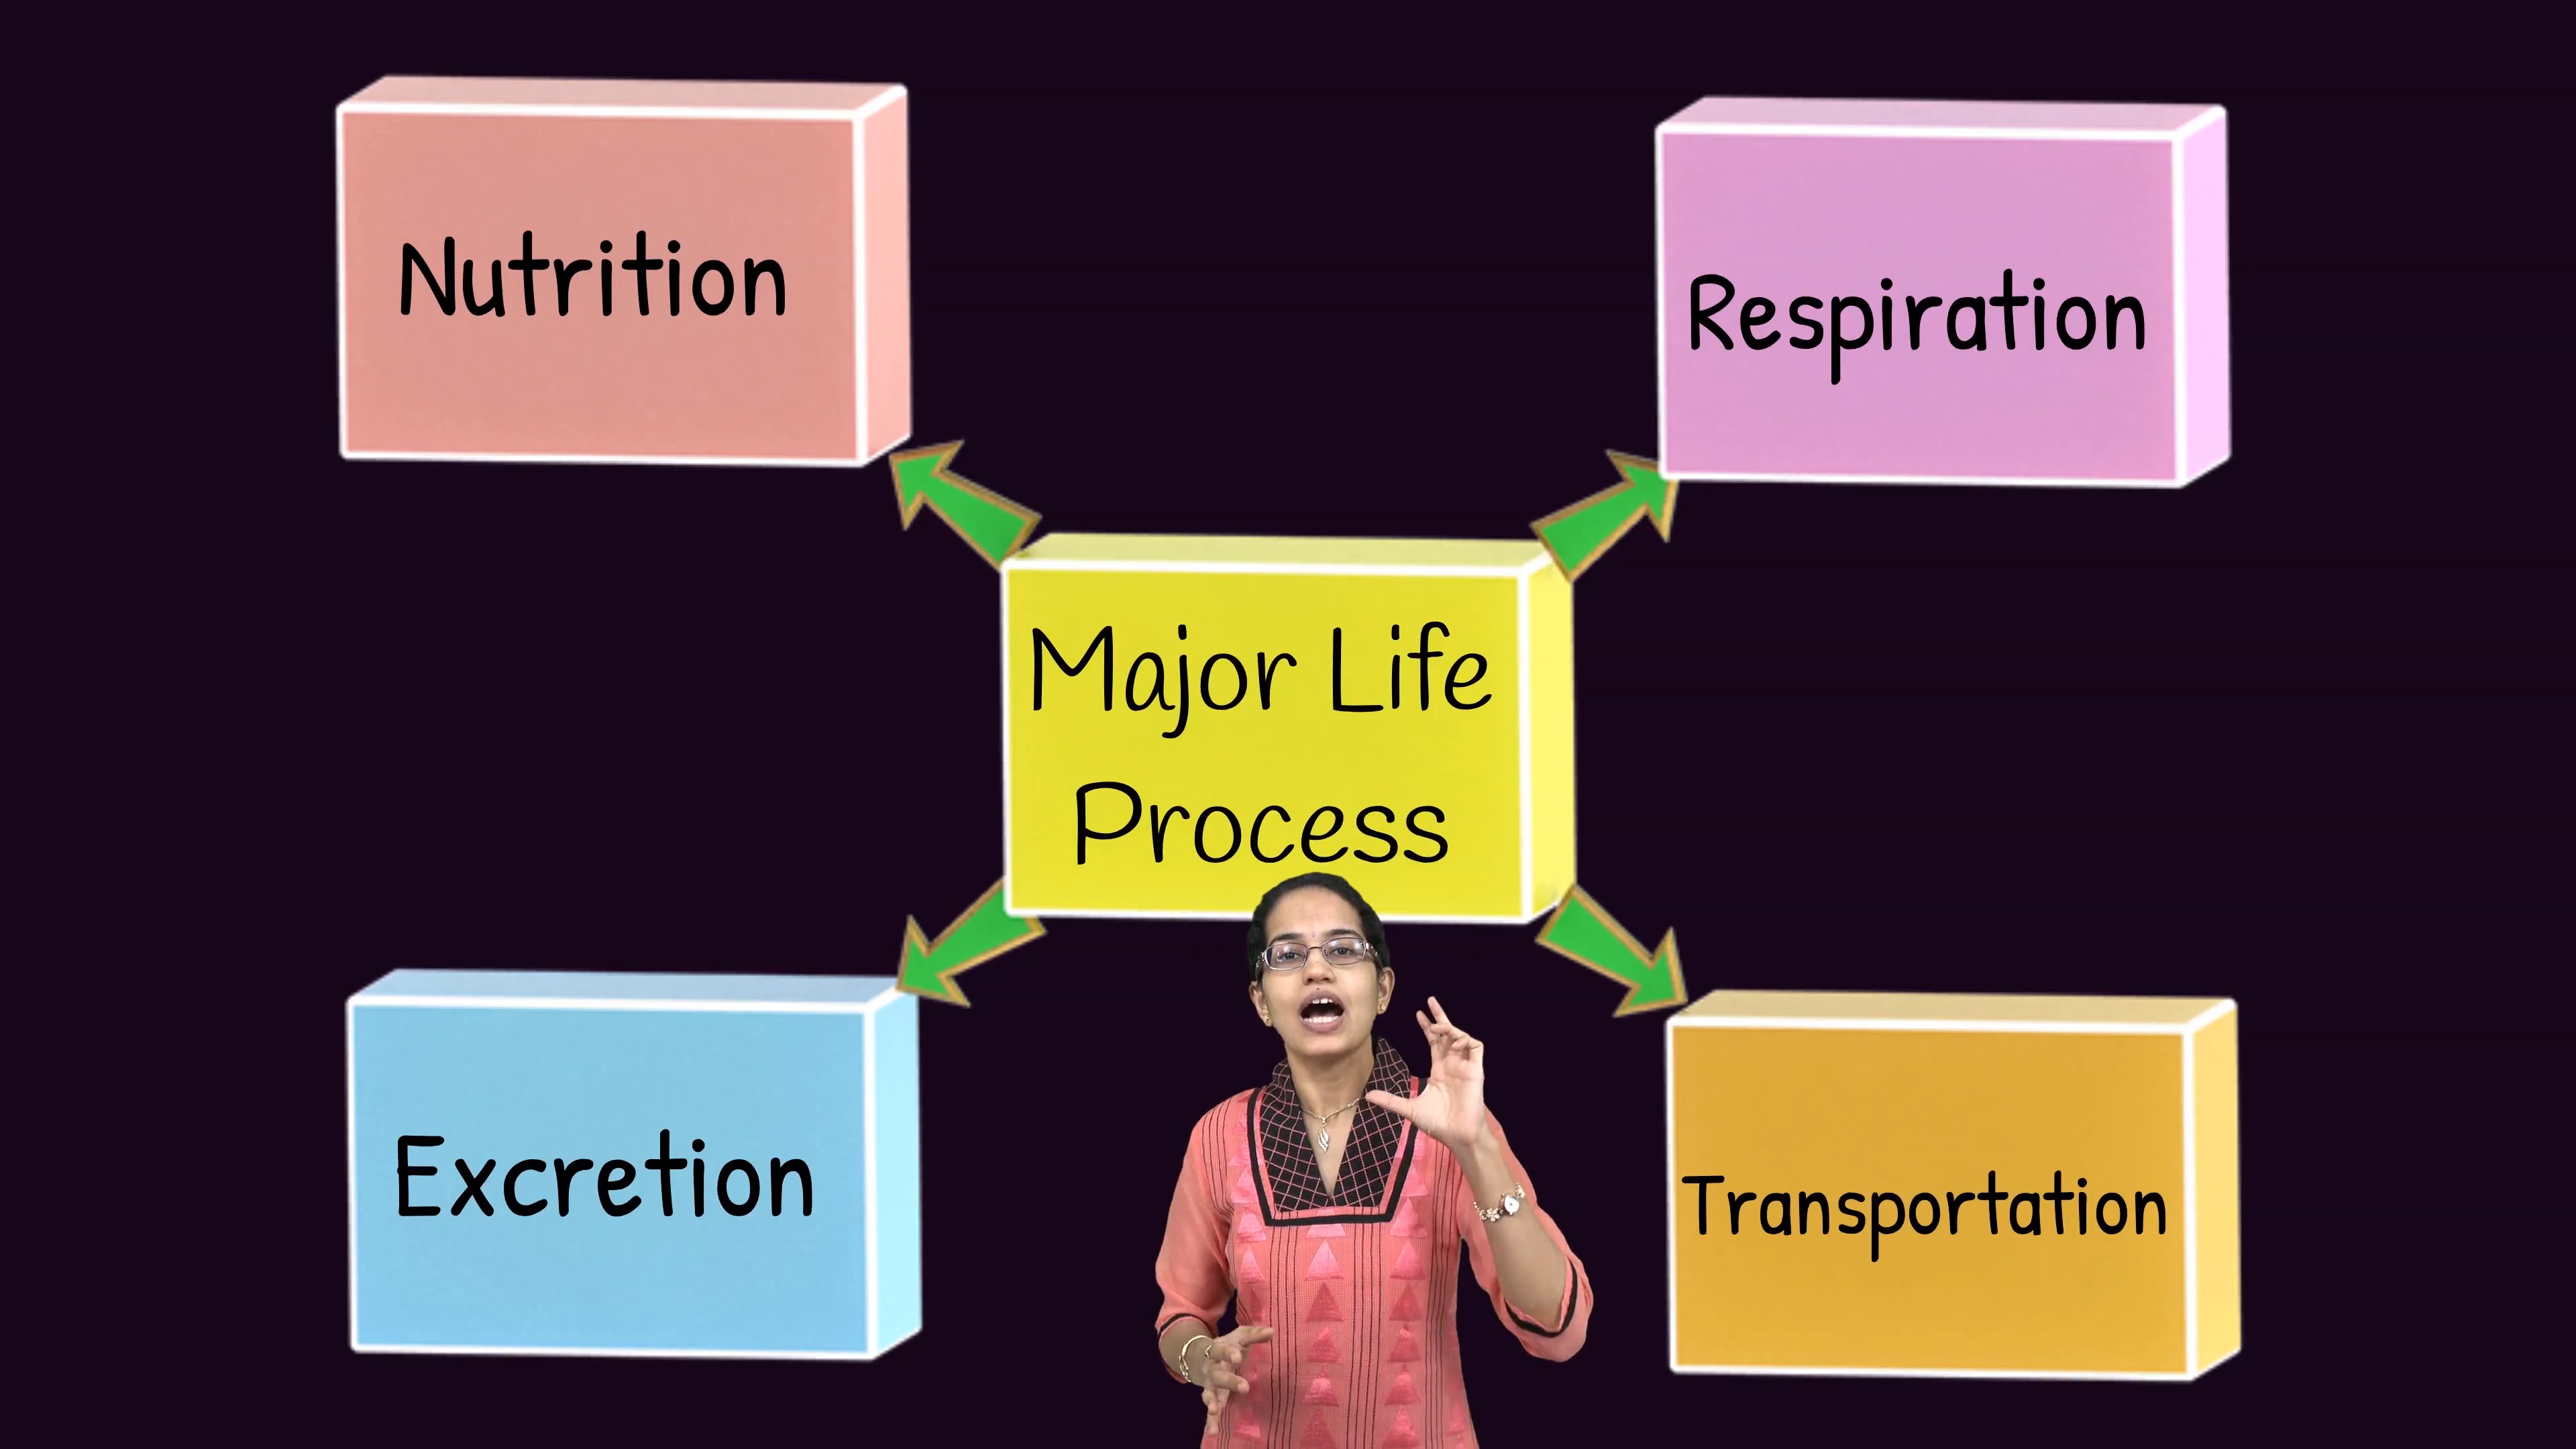 Nutrition
Respiration
Major Life
Process
Excretion
Transportation